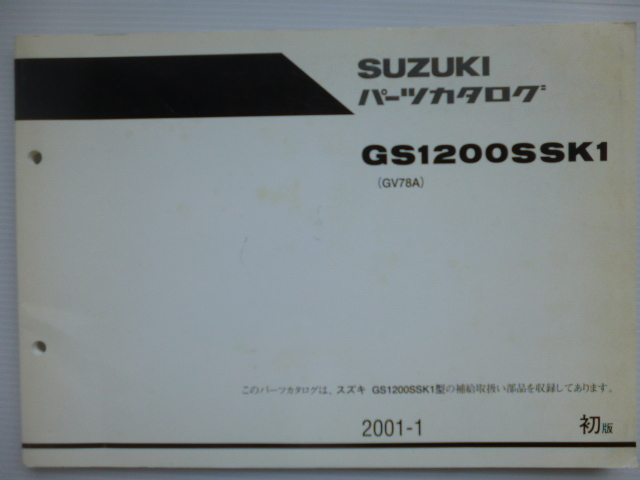 SUZUKI
パーツカタログ
GS1200SSK1
(GV78A)
このパーツカタログは、スズキ GS1200SSK1型の補給取扱い部品を収録してあります。
2001-1 初版